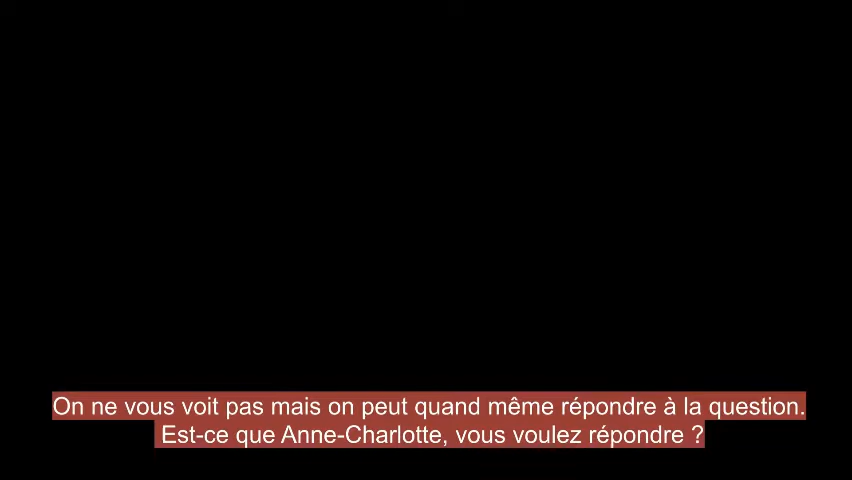 On ne vous voit pas mais on peut quand même répondre à la question.
Est-ce que Anne-Charlotte, vous voulez répondre ?